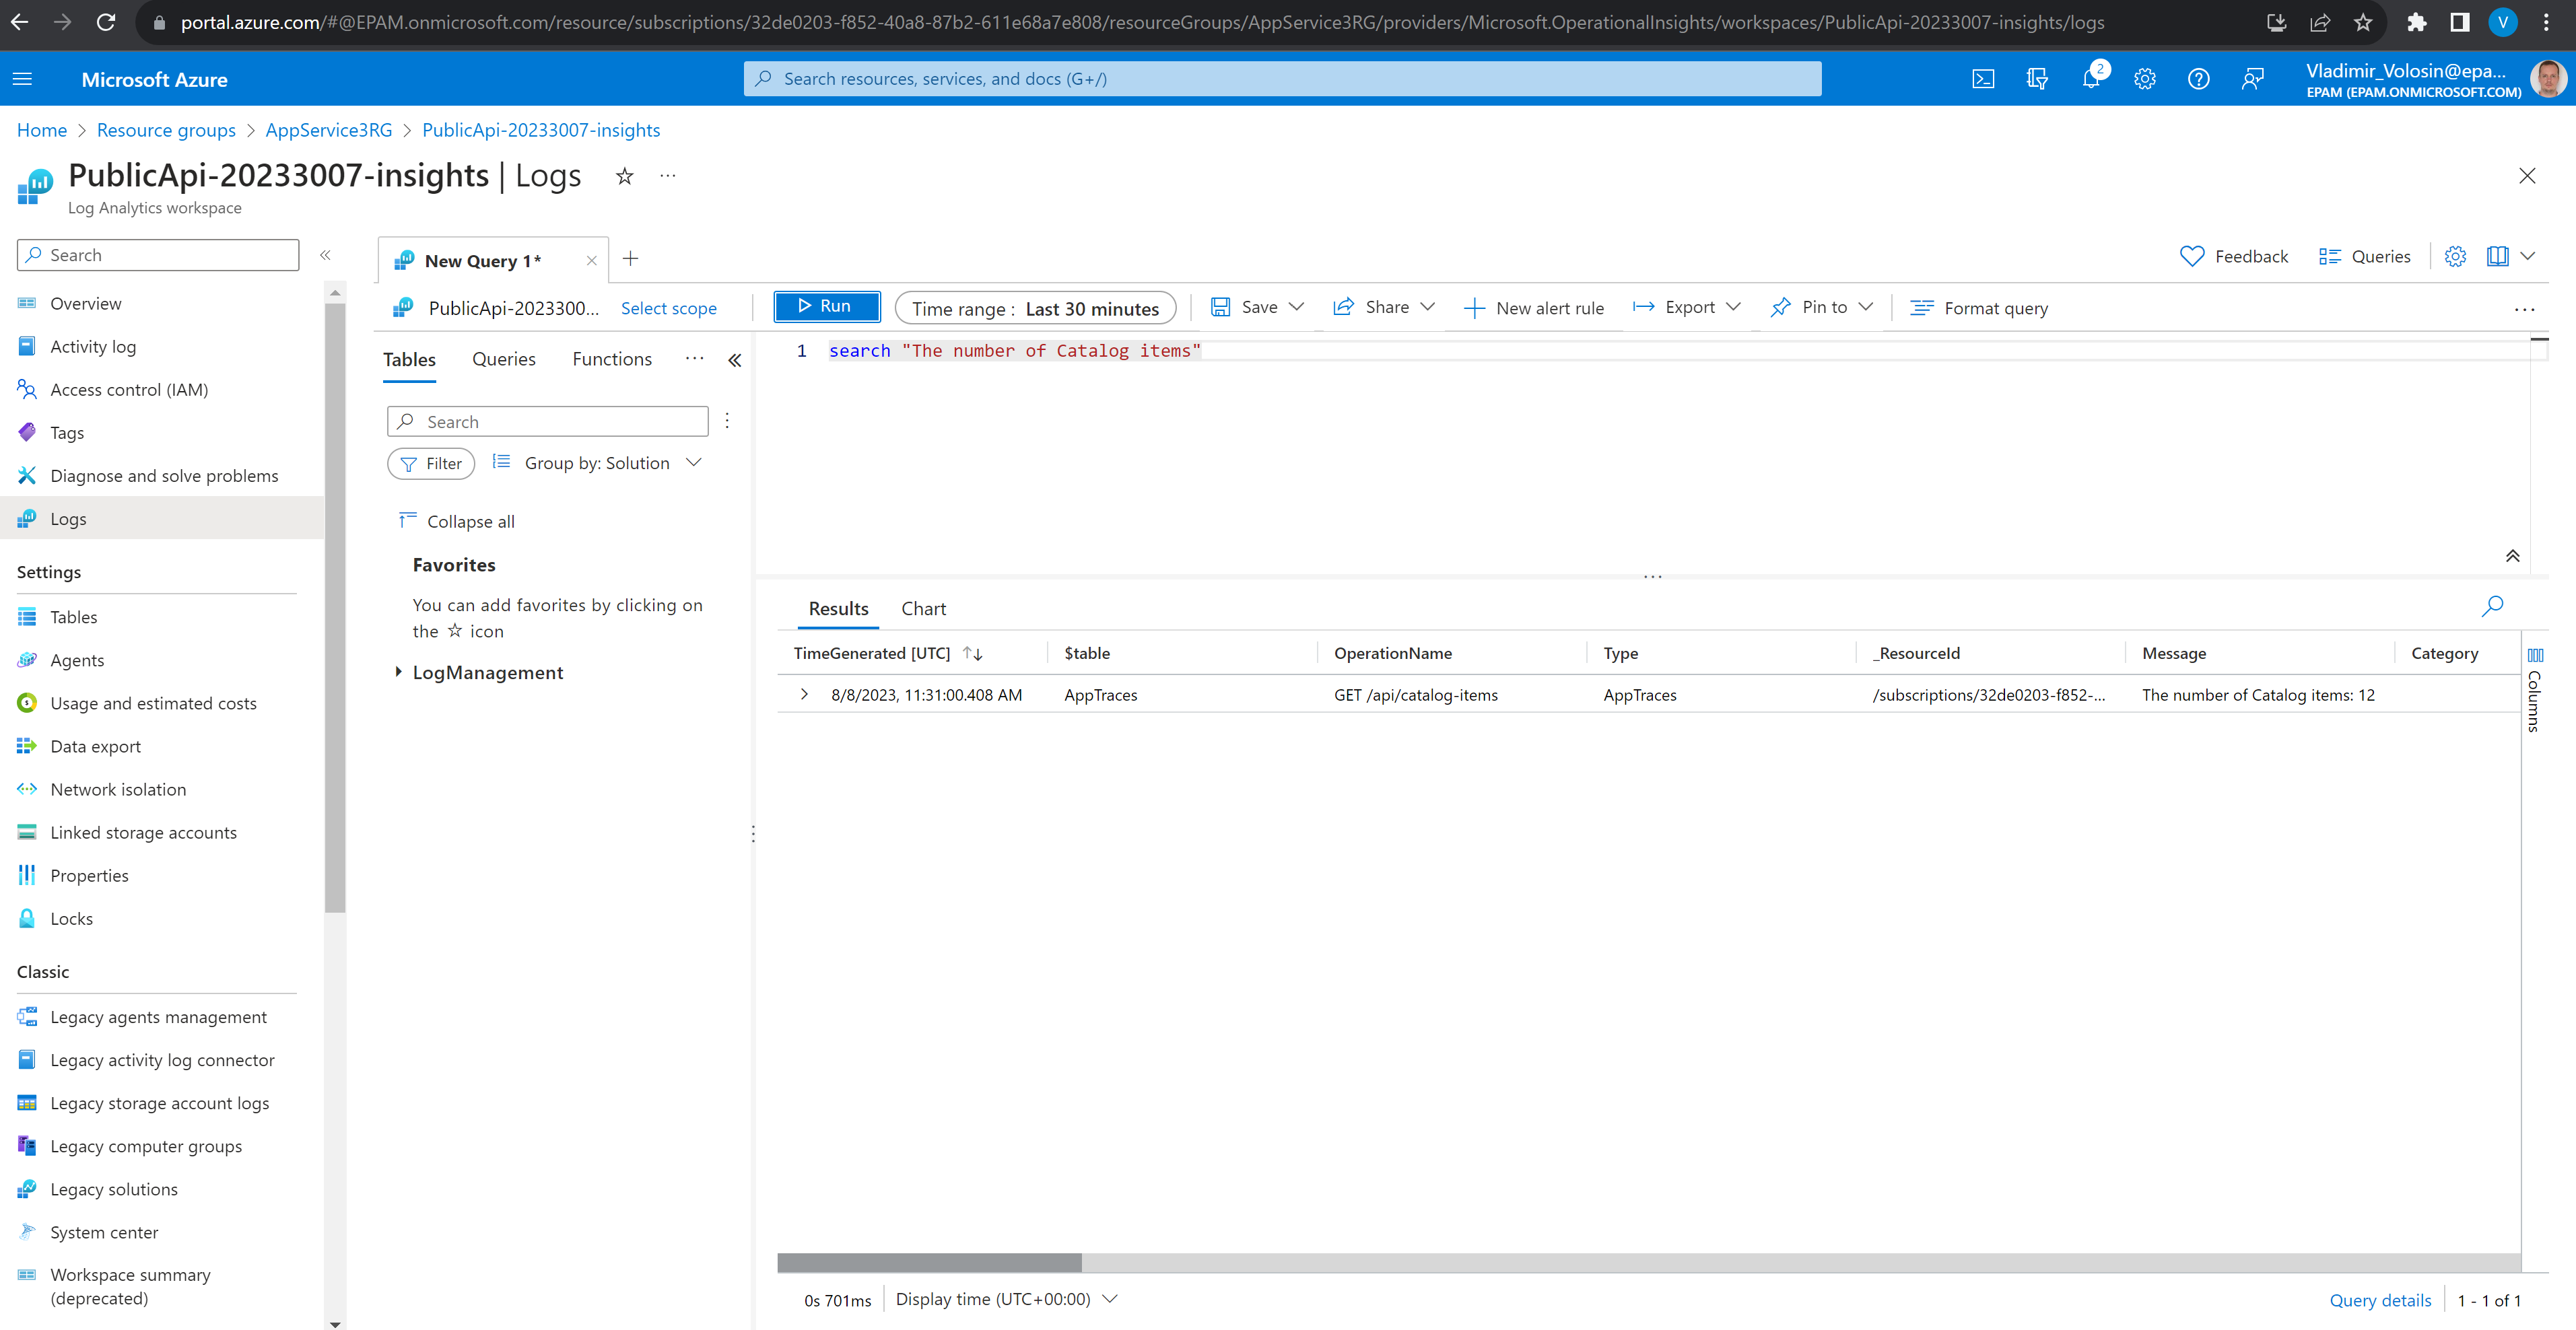 portal.azure.com/#@EPAM.onmicrosoft.com/resource/subscriptions/32de0203-f852-40a8-87b2-611e68a7e808/resourceGroups/AppService3RG/providers/Microsoft.OperationalInsights/workspaces/PublicApi-20233007-insights/logs
V
Microsoft Azure
Search resources, services, and docs (G+/)
2
Vladimir_Volosin@epa...
EPAM (EPAM.ONMICROSOFT.COM)
Home > Resource groups > AppService3RG > PublicApi-20233007-insights
PublicApi-20233007-insights | Logs
Log Analytics workspace
Search
Overview
Activity log
Access control (IAM)
Tags
Diagnose and solve problems
Logs
Settings
Tables
Agents
Usage and estimated costs
Data export
Network isolation
Linked storage accounts
Properties
Locks
Classic
Legacy agents management
Legacy activity log connector
Legacy storage account logs
Legacy computer groups
Legacy solutions
System center
Workspace summary
(deprecated)
New Query 1*
Feedback Queries
PublicApi-2023300... Select scope Run Time range : Last 30 minutes Save Share New alert rule Export Pin to Format query
Tables Queries Functions
Search
Filter Group by: Solution
Collapse all
Favorites
You can add favorites by clicking on
the ☆ icon
LogManagement
1 search "The number of Catalog items"
Results Chart
TimeGenerated [UTC] $table OperationName Type _ResourceId Message Category
8/8/2023, 11:31:00.408 AM AppTraces GET /api/catalog-items AppTraces /subscriptions/32de0203-f852-... The number of Catalog items: 12
Columns
0s 701ms Display time (UTC+00:00) Query details 1 - 1 of 1